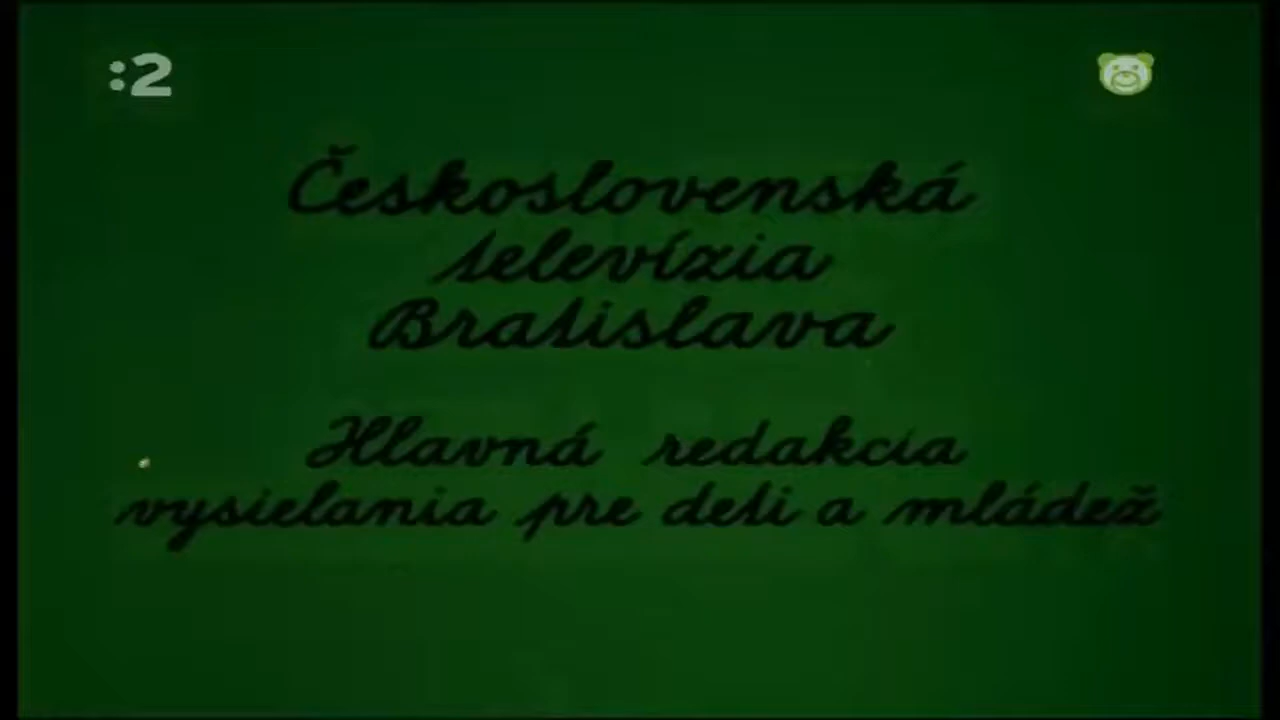 :2
Československá
televízia
Bratislava
Hlavná redakcia
vysielania pre deti a mládež